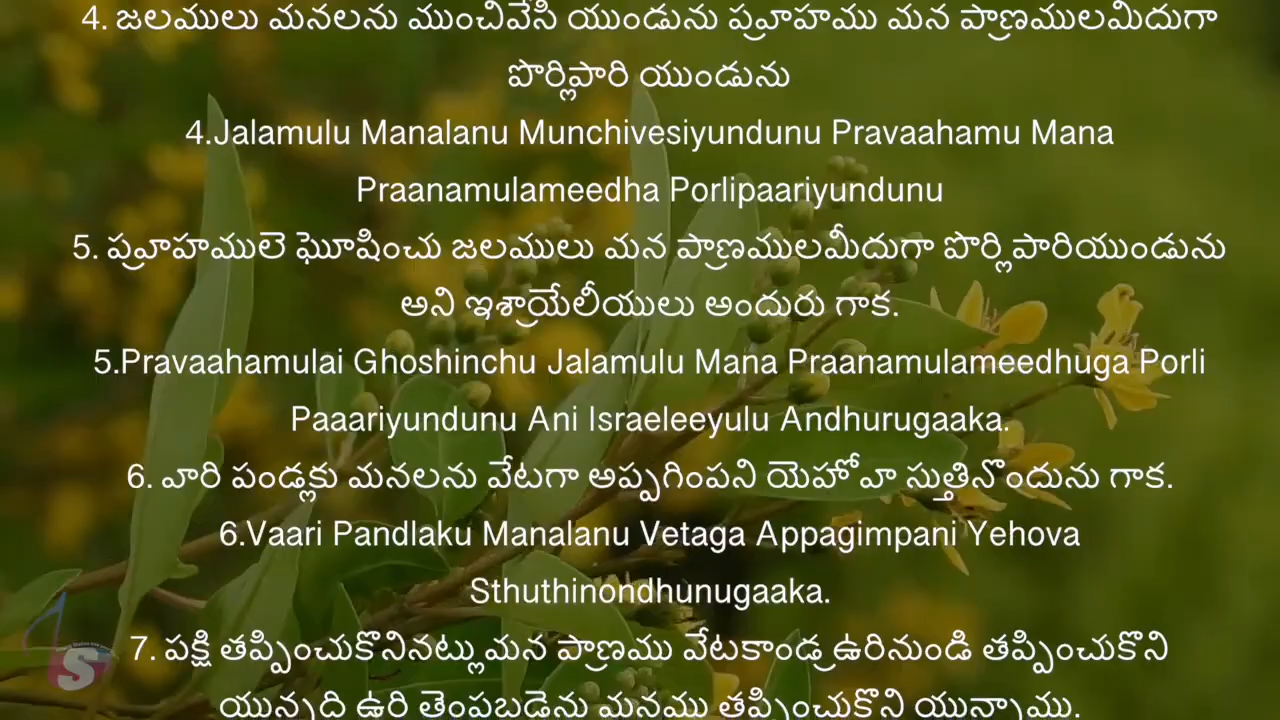 4. జలములు మనలను ముంచివేసి యుండును ప్రవాహము మన ప్రాణములమీదుగా
పొర్లిపారి యుండును
4.Jalamulu Manalanu Munchivesiyundunu Pravaahamu Mana
Praanamulameedha Porlipaariyundunu
5. ప్రవాహములై ఘోషించు జలములు మన ప్రాణములమీదుగా పొర్లిపారియుండును
అని ఇశ్రాయేలీయులు అందురు గాక.
5.Pravaahamulai Ghoshinchu Jalamulu Mana Praanamulameedhuga Porli
Paaariyundunu Ani Israeleeyulu Andhurugaaka.
6. వారి పండ్లకు మనలను వేటగా అప్పగింపని యెహోవా స్తుతినొందును గాక.
6.Vaari Pandlaku Manalanu Vetaga Appagimpani Yehova
Sthuthinondhunugaaka.
7. పక్షి తప్పించుకొనినట్లుమన ప్రాణము వేటకాండ్ర ఉరినుండి తప్పించుకొని
యున్నది ఉరి తెంపబడెను మనము తప్పించుకొని యున్నాము.
S